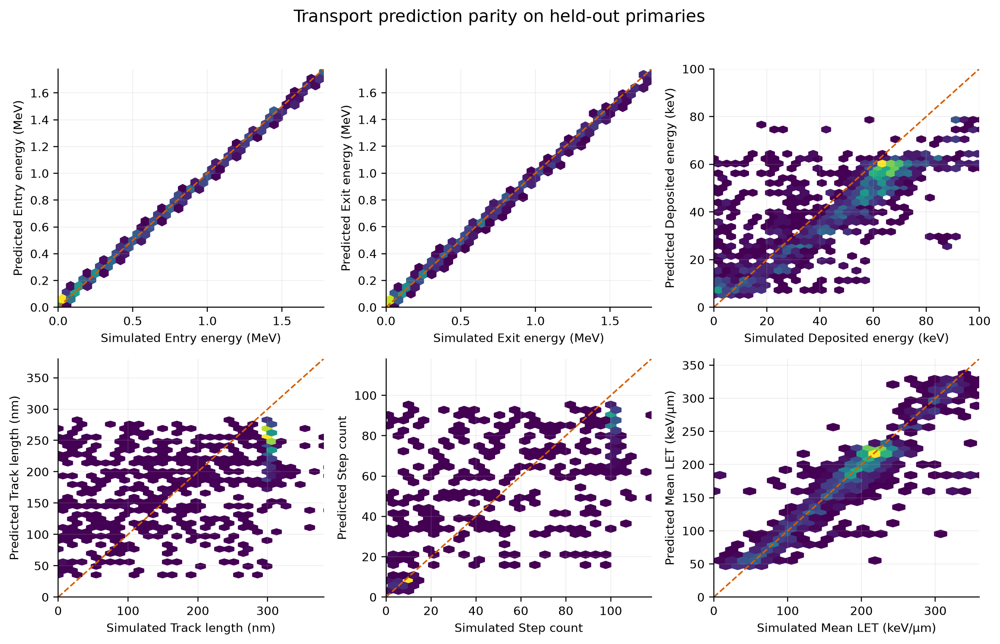 Transport prediction parity on held-out primaries
Predicted Entry energy (MeV)
1.6
1.4
1.2
1.0
0.8
0.6
0.4
0.2
0.0
0.0 0.5 1.0 1.5
Simulated Entry energy (MeV)
Predicted Exit energy (MeV)
1.6
1.4
1.2
1.0
0.8
0.6
0.4
0.2
0.0
0.0 0.5 1.0 1.5
Simulated Exit energy (MeV)
Predicted Deposited energy (keV)
100
80
60
40
20
0
0 20 40 60 80 100
Simulated Deposited energy (keV)
Predicted Track length (nm)
350
300
250
200
150
100
50
0
0 100 200 300
Simulated Track length (nm)
Predicted Step count
100
80
60
40
20
0
0 20 40 60 80 100
Simulated Step count
Predicted Mean LET (keV/μm)
350
300
250
200
150
100
50
0
0 100 200 300
Simulated Mean LET (keV/μm)